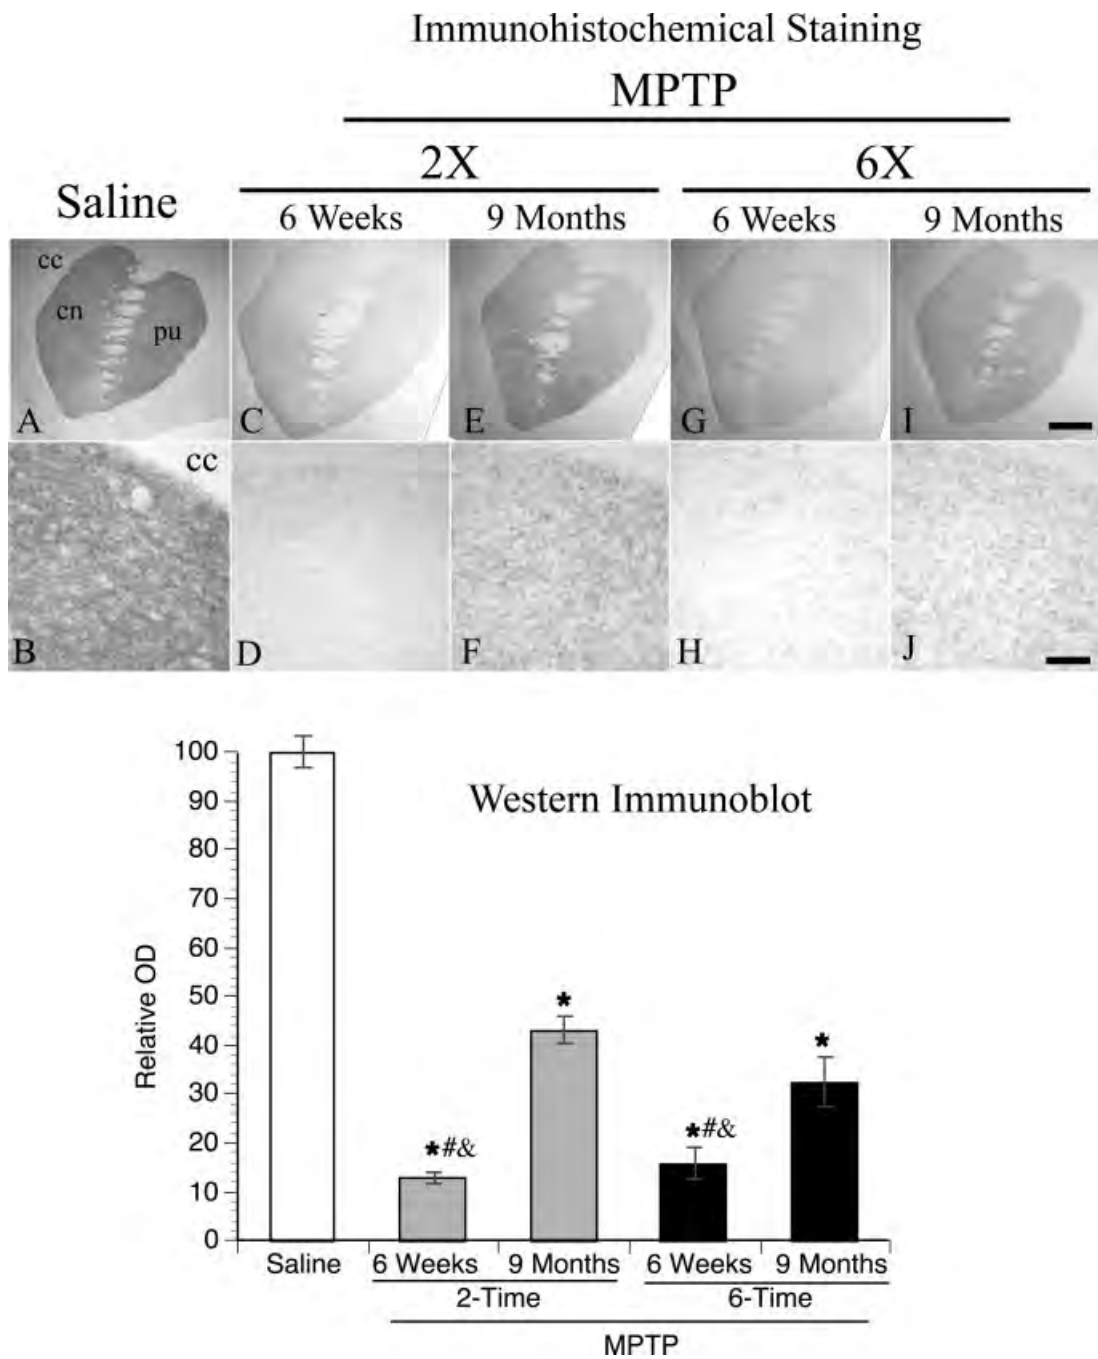 Immunohistochemical Staining
MPTP
2X 6X
Saline
6 Weeks 9 Months 6 Weeks 9 Months
cc
cn
pu
A C E G I
cc
B D F H J
Western Immunoblot
Relative OD
100
90
80
70
60
50
40
30
20
10
0
*#& * *#& *
Saline 6 Weeks 9 Months 6 Weeks 9 Months
2-Time 6-Time
MPTP